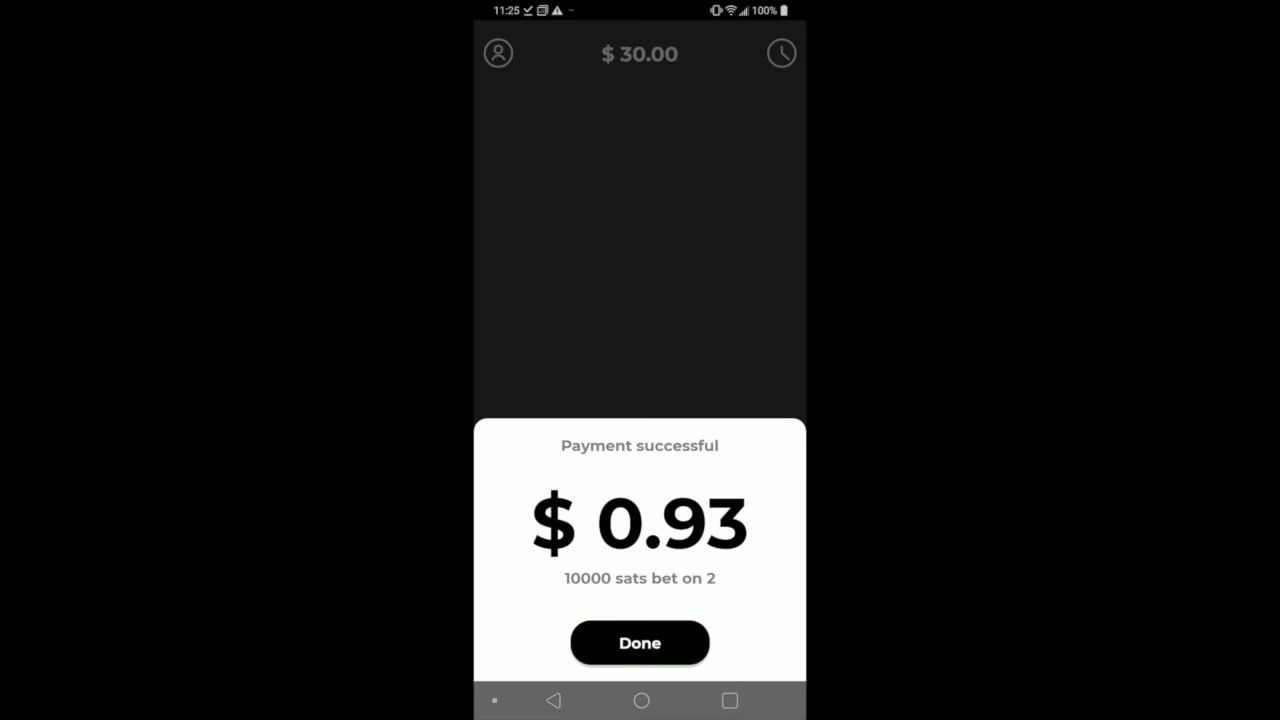 11:25 100%
$ 30.00
Payment successful
$ 0.93
10000 sats bet on 2
Done